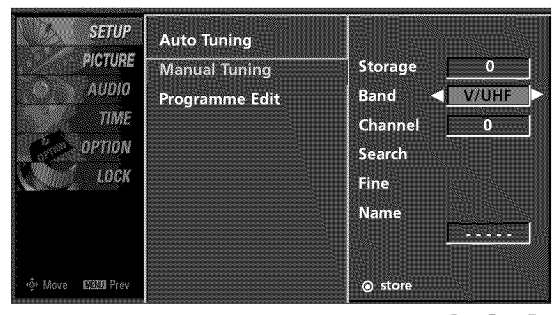 SETUP
PICTURE
AUDIO
TIME
OPTION
OPTION
LOCK
Move MENU Prev
Auto Tuning
Manual Tuning
Programme Edit
Storage 0
Band V/UHF
Channel 0
Search
Fine
Name
- - - - -
store